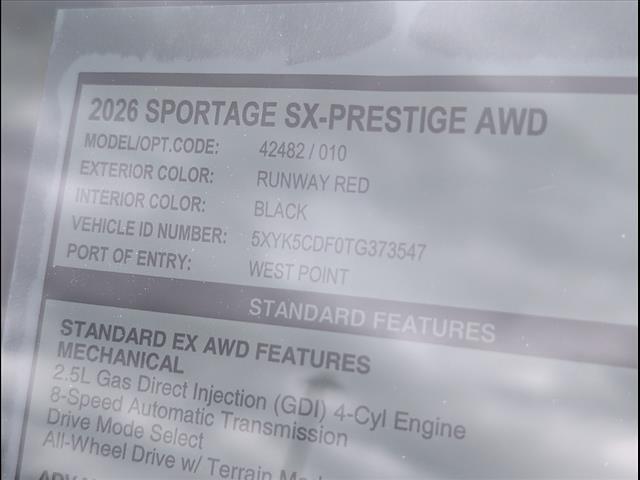 2026 SPORTAGE SX-PRESTIGE AWD
MODEL/OPT.CODE: 42482 / 010
EXTERIOR COLOR: RUNWAY RED
INTERIOR COLOR: BLACK
VEHICLE ID NUMBER: 5XYK5CDF0TG373547
PORT OF ENTRY: WEST POINT
STANDARD FEATURES
STANDARD EX AWD FEATURES
MECHANICAL
2.5L Gas Direct Injection (GDI) 4-Cyl Engine
8-Speed Automatic Transmission
Drive Mode Select
All-Wheel Drive w/ Terrain